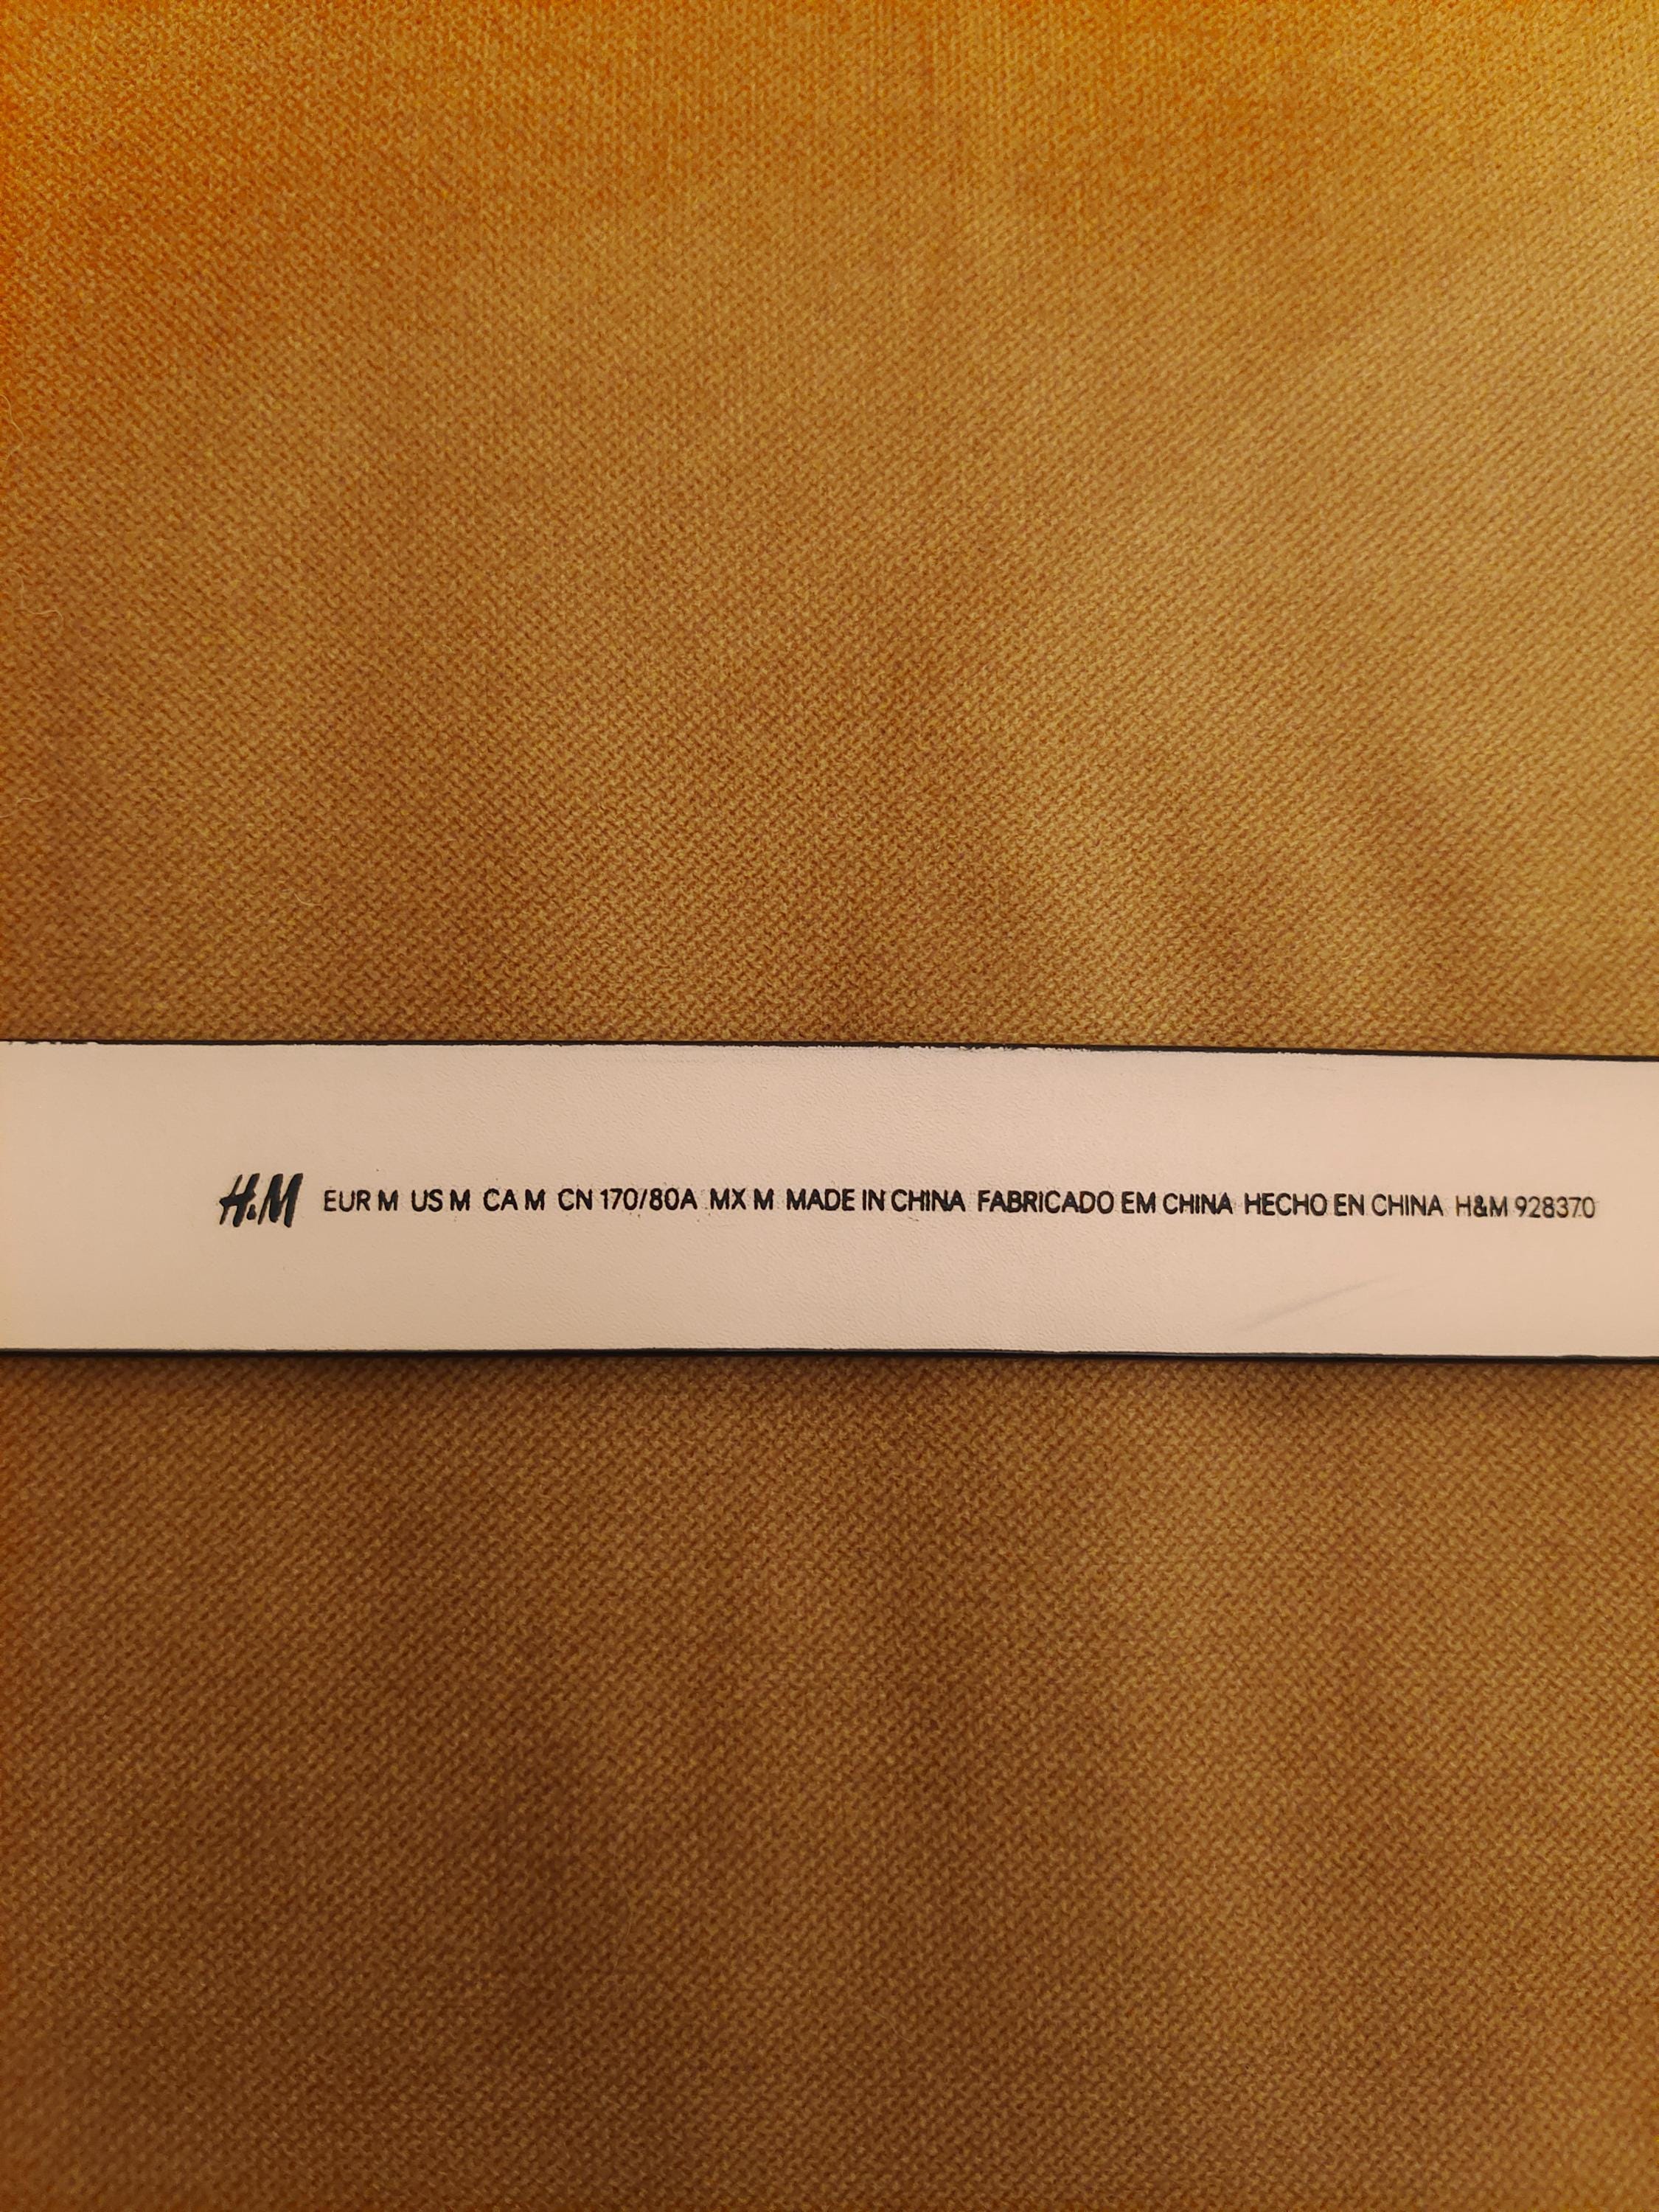 H&M EUR M US M CA M CN 170/80A MX M MADE IN CHINA FABRICADO EM CHINA HECHO EN CHINA H&M 928370